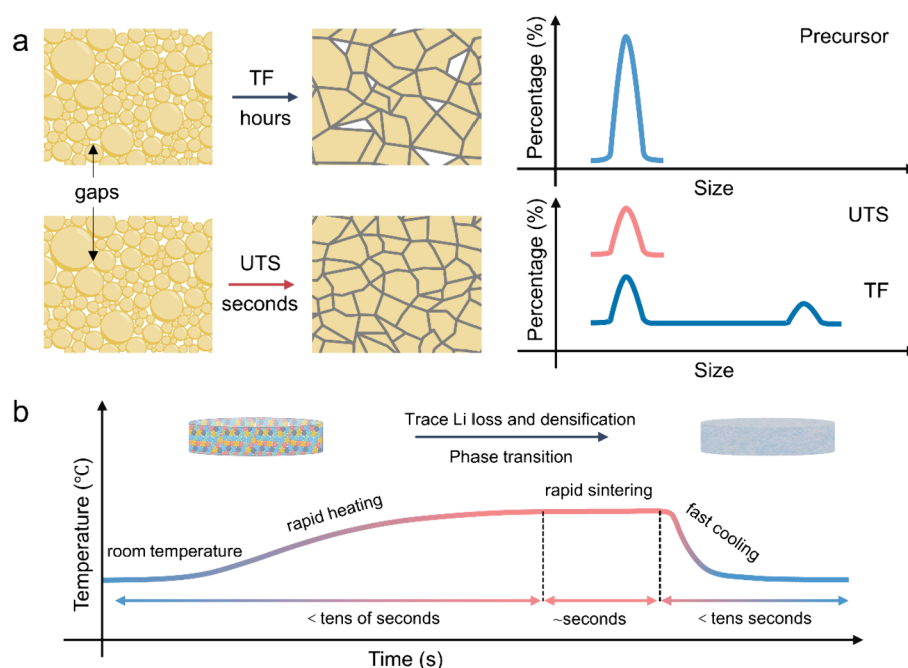 a
TF
hours
gaps
UTS
seconds
Percentage (%)
Precursor
Size
Percentage (%)
UTS
TF
Size
b
Temperature (℃)
Trace Li loss and densification
Phase transition
room temperature
rapid heating
rapid sintering
fast cooling
< tens of seconds
~seconds
< tens seconds
Time (s)